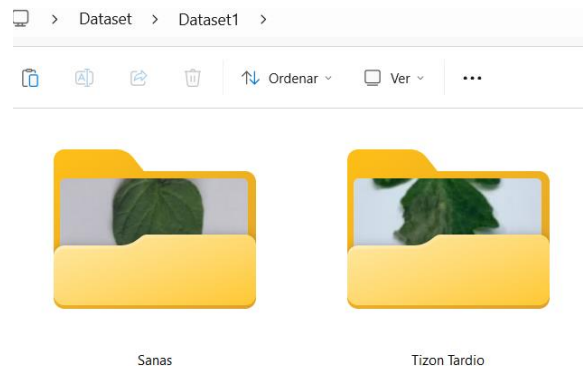 Dataset > Dataset1 >
Ordenar Ver ...
Sanas
Tizon Tardio